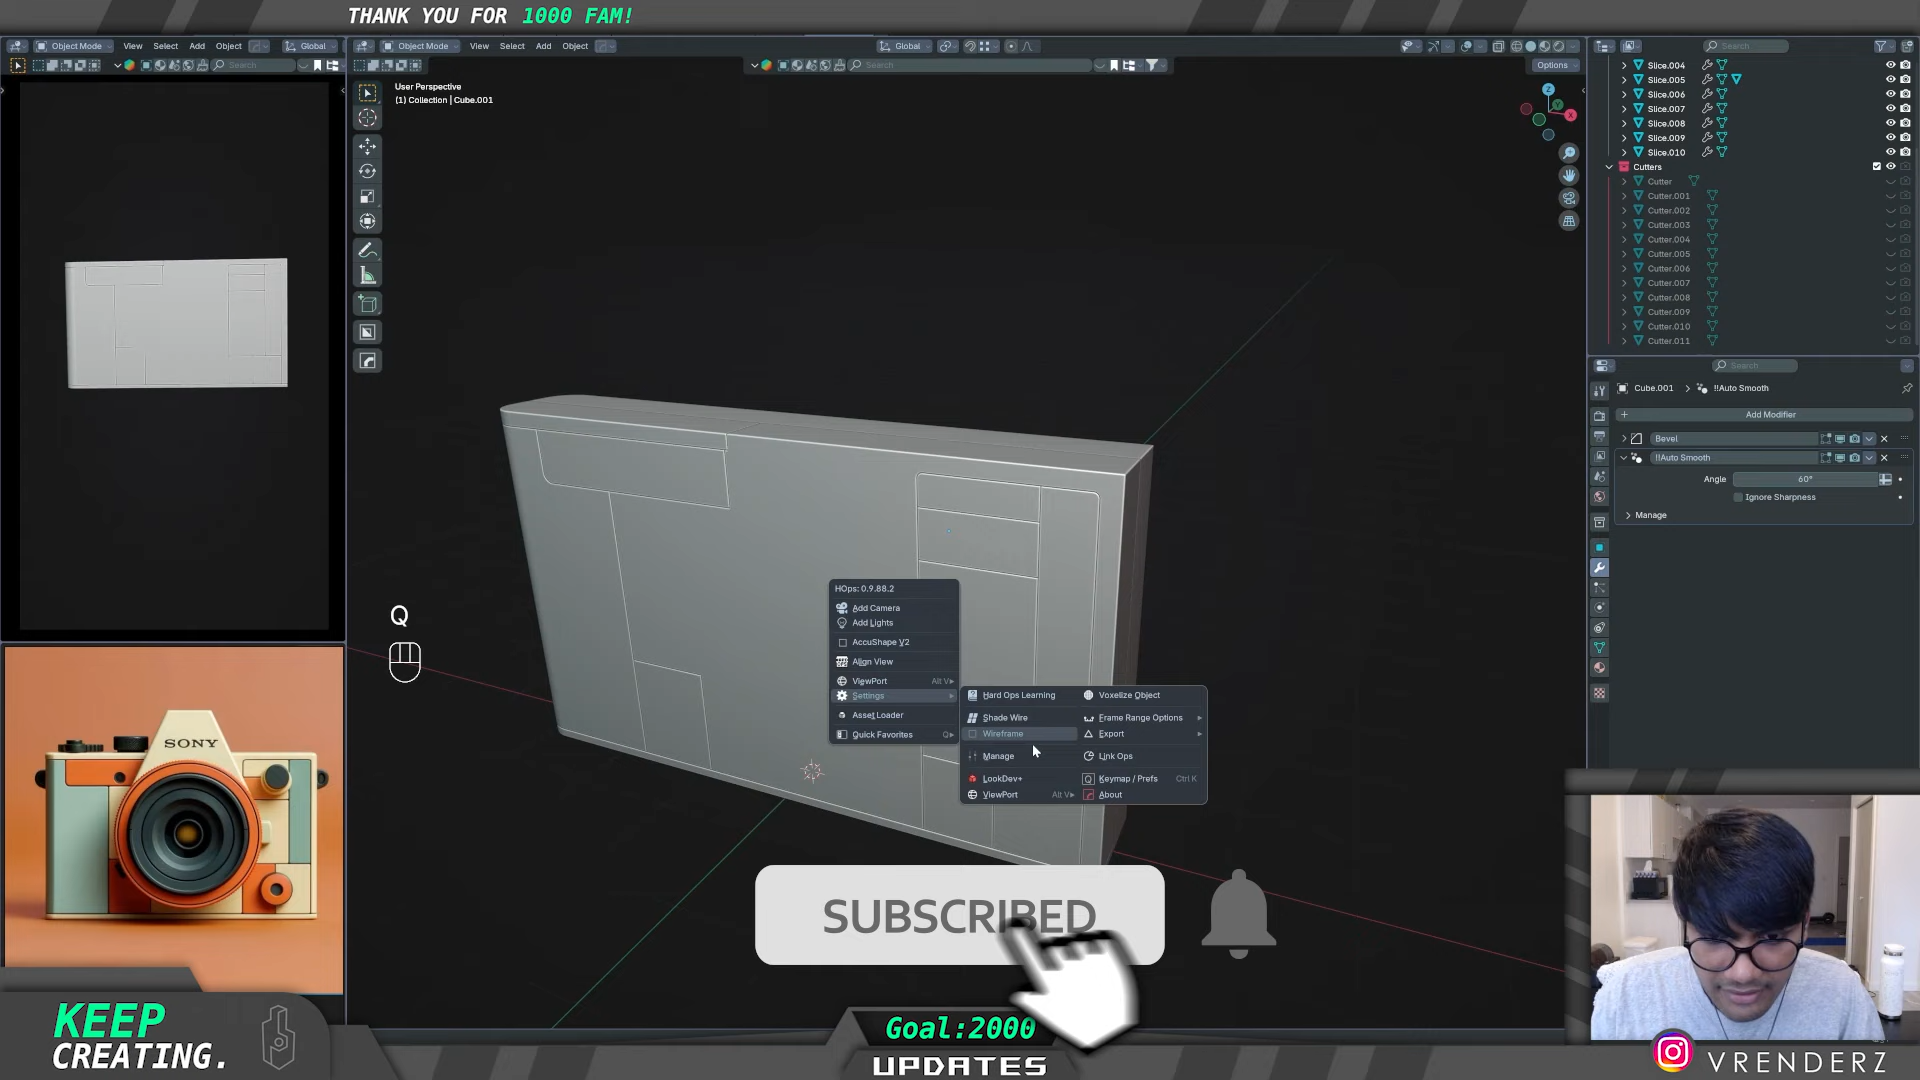 THANK YOU FOR 1000 FAM!
Object Mode View Select Add Object Global
Object Mode View Select Add Object Global
Search
Search
Search
Options
User Perspective
(1) Collection | Cube.001
Z
Y
X
Slice.004
Slice.005
Slice.006
Slice.007
Slice.008
Slice.009
Slice.010
Cutters
Cutter
Cutter.001
Cutter.002
Cutter.003
Cutter.004
Cutter.005
Cutter.006
Cutter.007
Cutter.008
Cutter.009
Cutter.010
Cutter.011
Search
Cube.001 > !!Auto Smooth
Add Modifier
Bevel
!!Auto Smooth
Angle 60°
Ignore Sharpness
Manage
Q
HOps: 0.9.88.2
Add Camera
Add Lights
AccuShape V2
Align View
ViewPort Alt V
Settings
Asset Loader
Quick Favorites Q
Hard Ops Learning
Shade Wire
Wireframe
Manage
LookDev+
ViewPort Alt V
Voxelize Object
Frame Range Options
Export
Link Ops
Keymap / Prefs Ctrl K
About
SONY
SUBSCRIBED
KEEP
CREATING.
Goal:2000
UPDATES
VRENDERZ